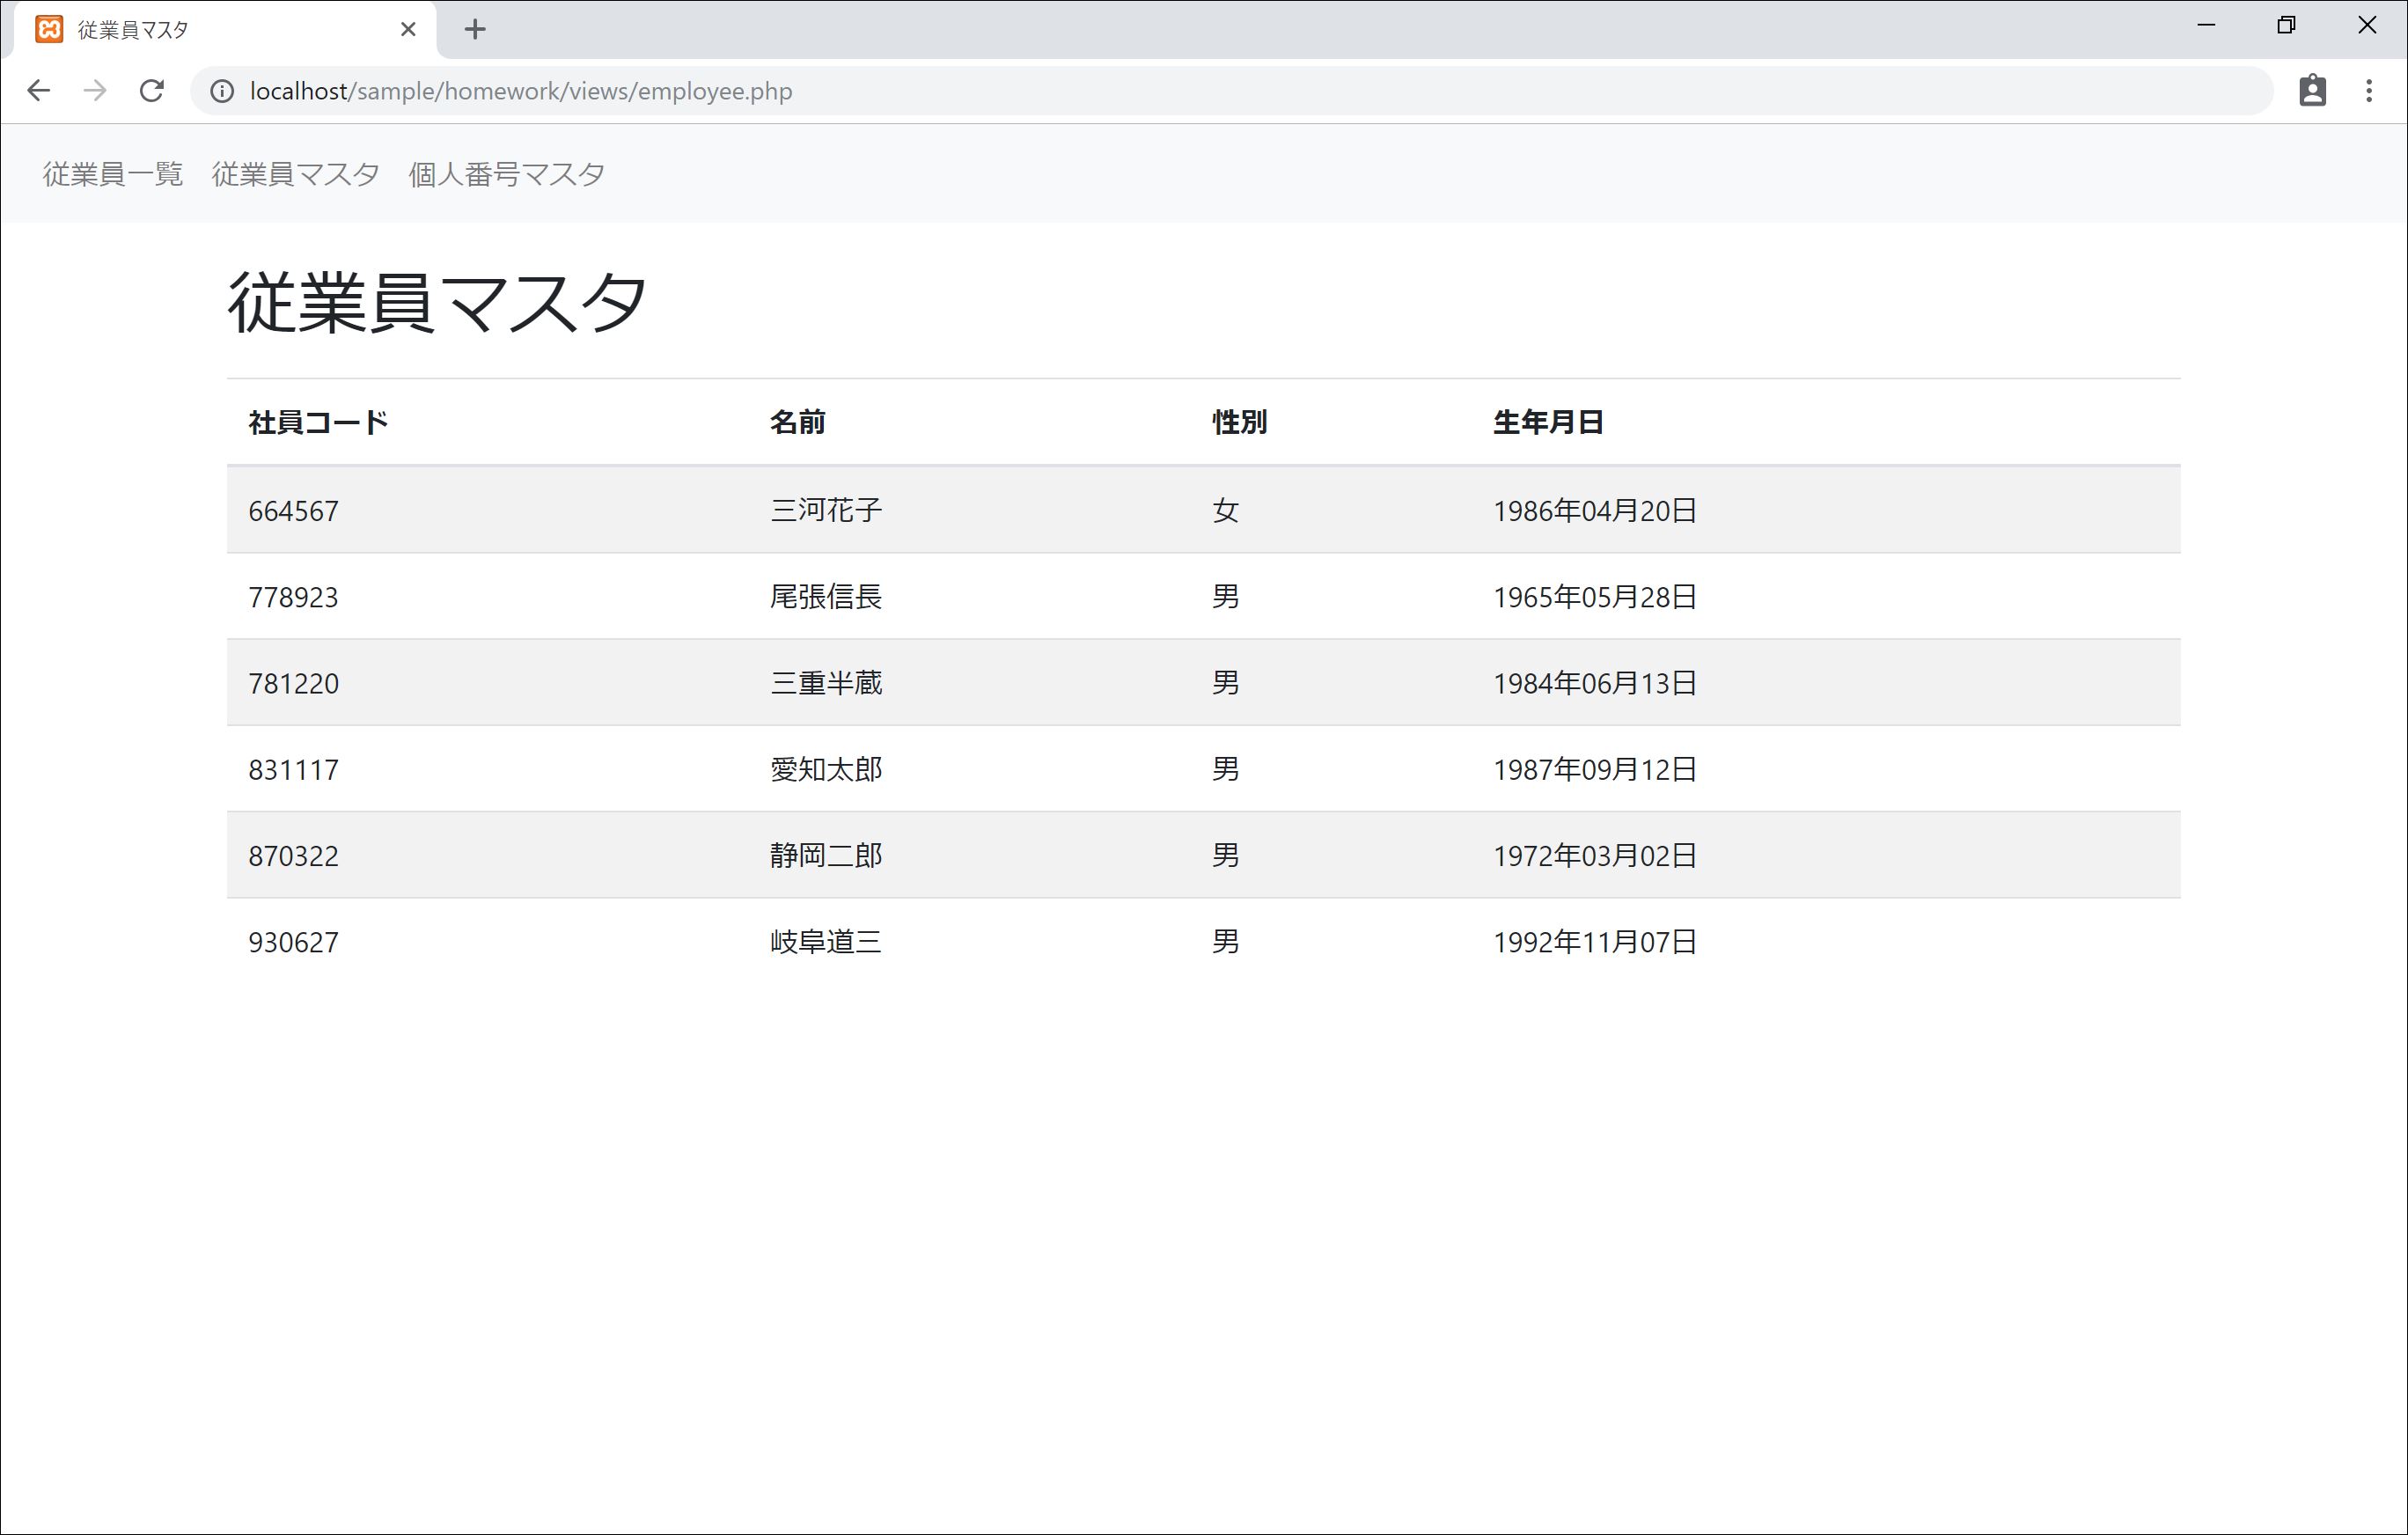 従業員マスタ
localhost/sample/homework/views/employee.php
従業員一覧 従業員マスタ 個人番号マスタ
従業員マスタ
社員コード 名前 性別 生年月日
664567 三河花子 女 1986年04月20日
778923 尾張信長 男 1965年05月28日
781220 三重半蔵 男 1984年06月13日
831117 愛知太郎 男 1987年09月12日
870322 静岡二郎 男 1972年03月02日
930627 岐阜道三 男 1992年11月07日